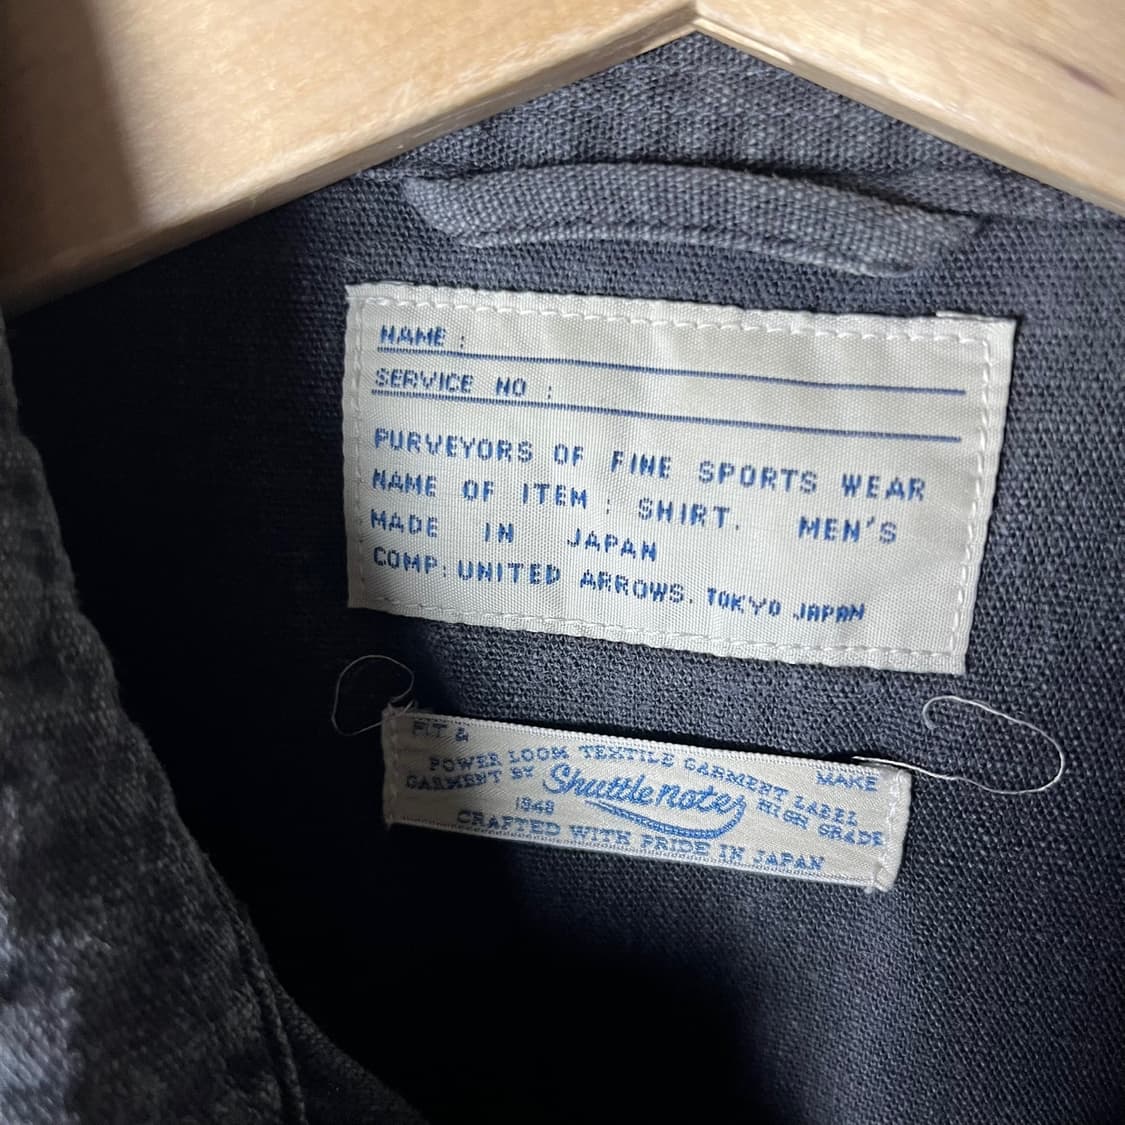 NAME :
SERVICE NO :
PURVEYORS OF FINE SPORTS WEAR
NAME OF ITEM : SHIRT. MEN'S
MADE IN JAPAN
COMP: UNITED ARROWS. TOKYO JAPAN
FIT & MAKE
POWER LOOM TEXTILE GARMENT LABEL
GARMENT BY Shuttlenotes HIGH GRADE
1948
CRAFTED WITH PRIDE IN JAPAN